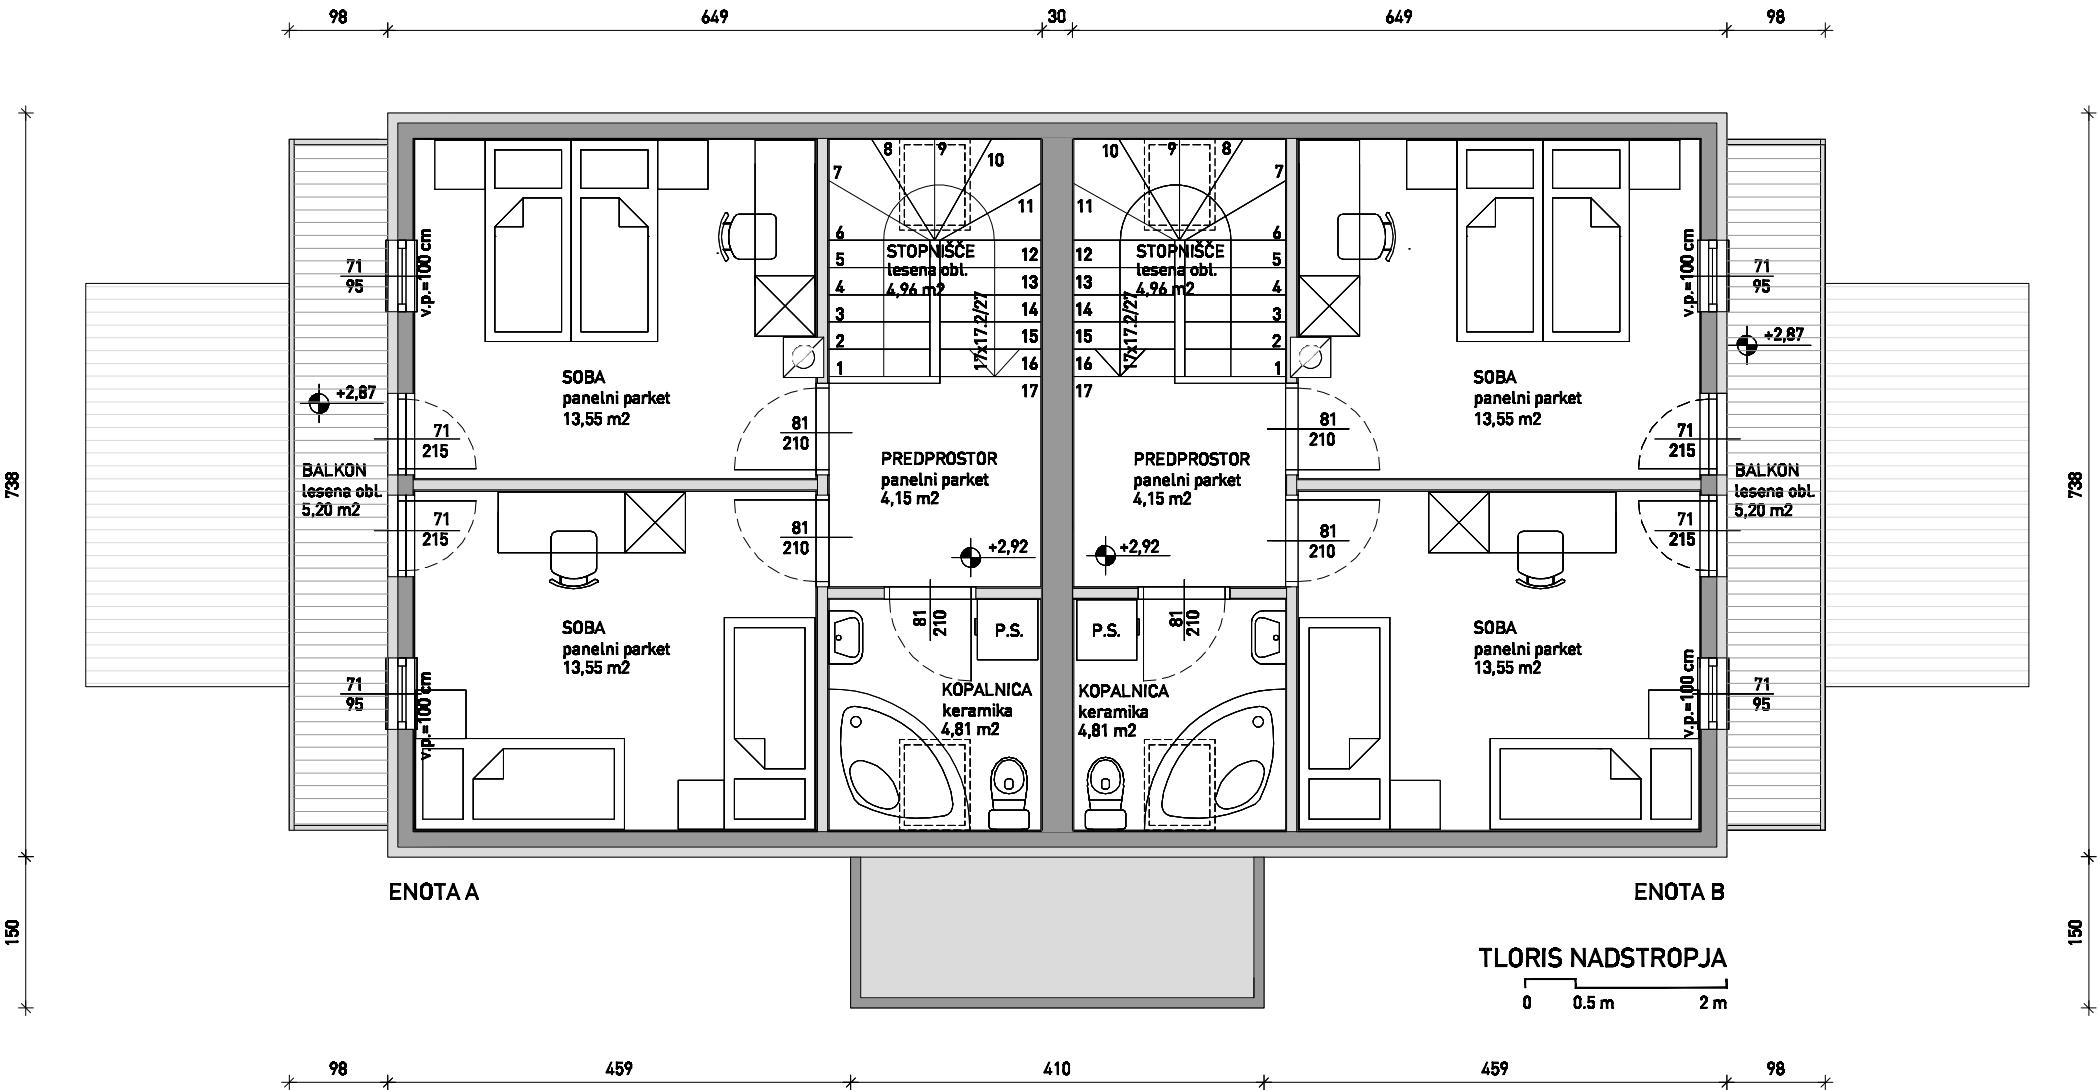 98
649
30
649
98
8
9
10
7
11
6
5
4
3
2
1
12
13
14
15
16
17
STOPNIŠČE
lesena obl.
4,96 m2
17x17.2/27
10
9
8
7
11
6
5
4
3
2
1
12
13
14
15
16
17
STOPNIŠČE
lesena obl.
4,96 m2
17x17.2/27
71
95
v.p.=100 cm
71
95
v.p.=100 cm
+2,87
+2,87
SOBA
panelni parket
13,55 m2
SOBA
panelni parket
13,55 m2
71
215
81
210
81
210
71
215
738
BALKON
lesena obl.
5,20 m2
PREDPROSTOR
panelni parket
4,15 m2
PREDPROSTOR
panelni parket
4,15 m2
BALKON
lesena obl.
5,20 m2
738
71
215
81
210
+2,92
+2,92
81
210
71
215
SOBA
panelni parket
13,55 m2
81
210
P.S.
P.S.
81
210
SOBA
panelni parket
13,55 m2
71
95
v.p.=100 cm
KOPALNICA
keramika
4,81 m2
KOPALNICA
keramika
4,81 m2
v.p.=100 cm
71
95
ENOTA A
ENOTA B
150
150
TLORIS NADSTROPJA
0 0.5 m 2 m
98
459
410
459
98